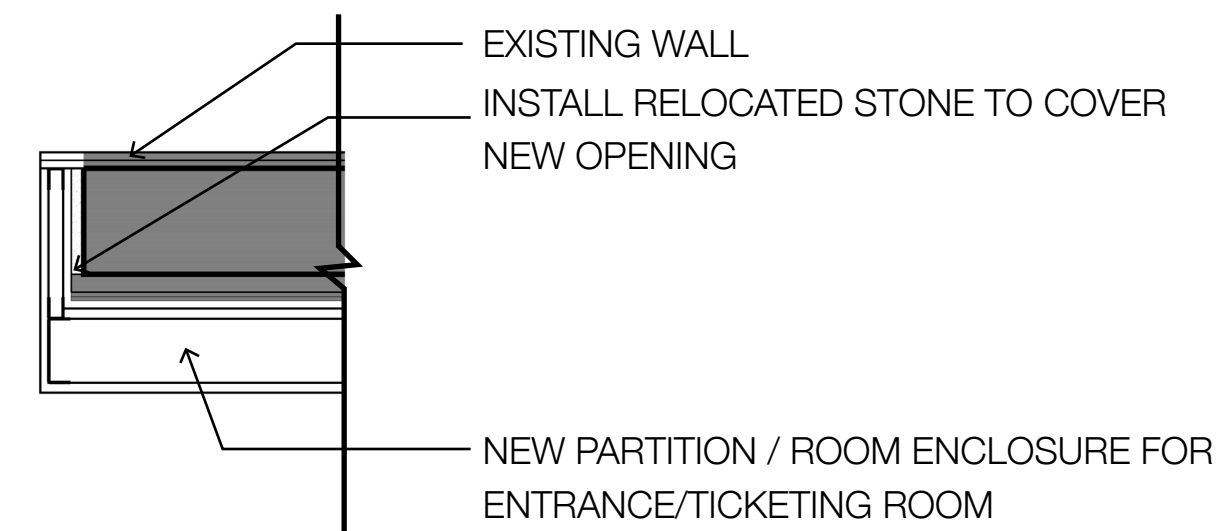 EXISTING WALL
INSTALL RELOCATED STONE TO COVER
NEW OPENING
NEW PARTITION / ROOM ENCLOSURE FOR
ENTRANCE/TICKETING ROOM